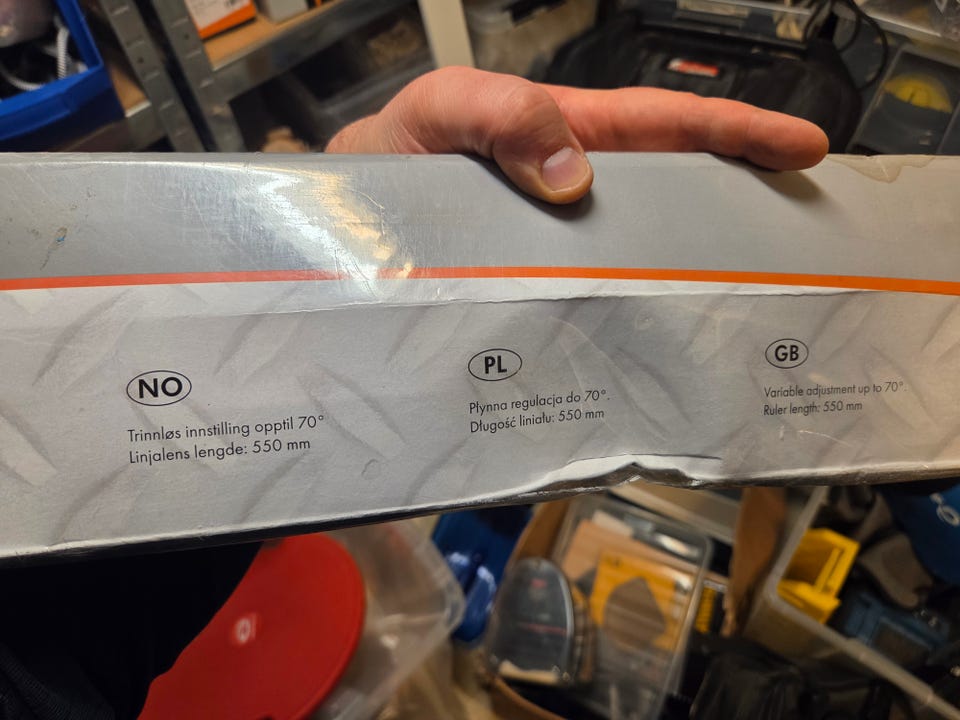 NO
Trinnløs innstilling opptil 70°
Linjalens lengde: 550 mm
PL
Płynna regulacja do 70°.
Długość liniału: 550 mm
GB
Variable adjustment up to 70°.
Ruler length: 550 mm